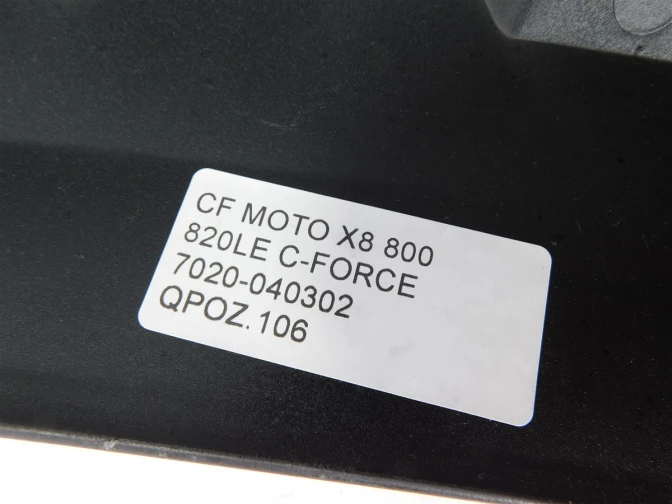 CF MOTO X8 800
820LE C-FORCE
7020-040302
QPOZ.106